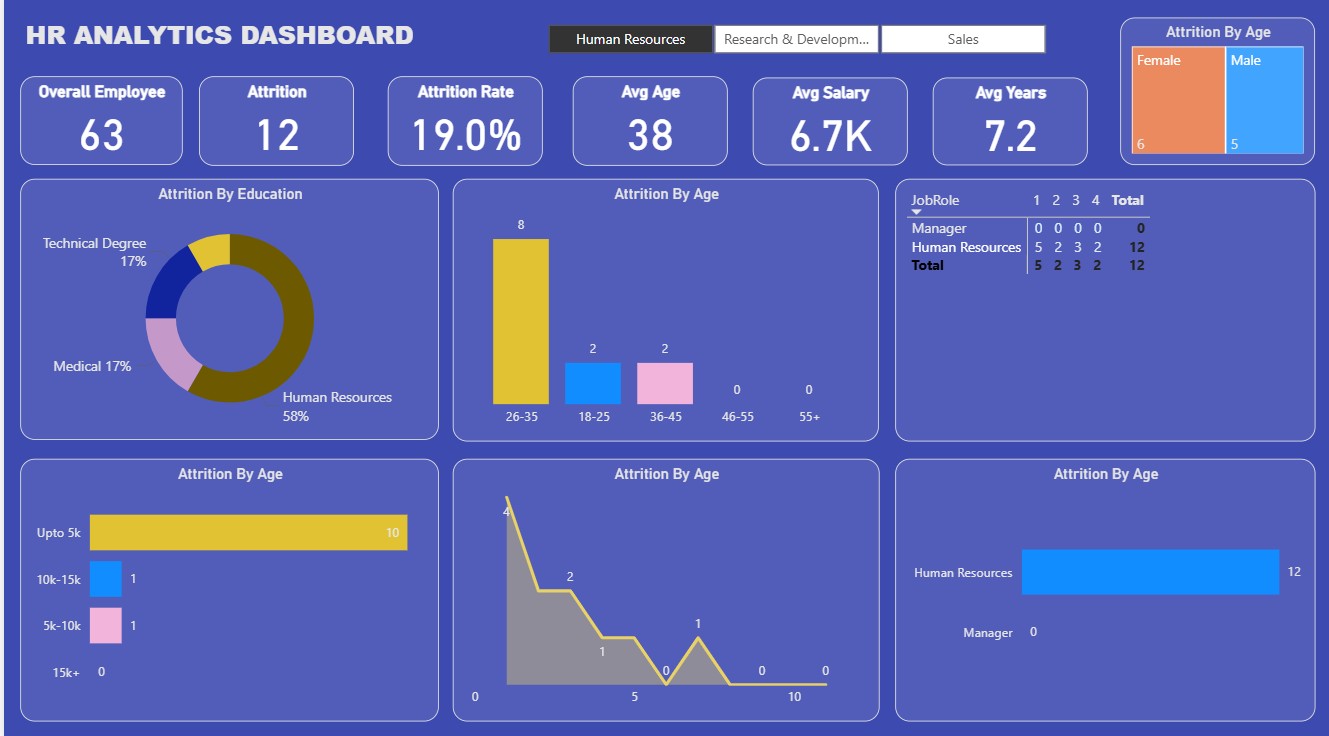 HR ANALYTICS DASHBOARD
Human Resources
Research & Developm...
Sales
Attrition By Age
Female
Male
6
5
Overall Employee
63
Attrition
12
Attrition Rate
19.0%
Avg Age
38
Avg Salary
6.7K
Avg Years
7.2
Attrition By Education
Technical Degree
17%
Medical 17%
Human Resources
58%
Attrition By Age
8
2
2
0
0
26-35
18-25
36-45
46-55
55+
JobRole 1 2 3 4 Total
Manager 0 0 0 0 0
Human Resources 5 2 3 2 12
Total 5 2 3 2 12
Attrition By Age
Upto 5k 10
10k-15k 1
5k-10k 1
15k+ 0
Attrition By Age
4
2
1
0
1
0
0
0 5 10
Attrition By Age
Human Resources 12
Manager 0